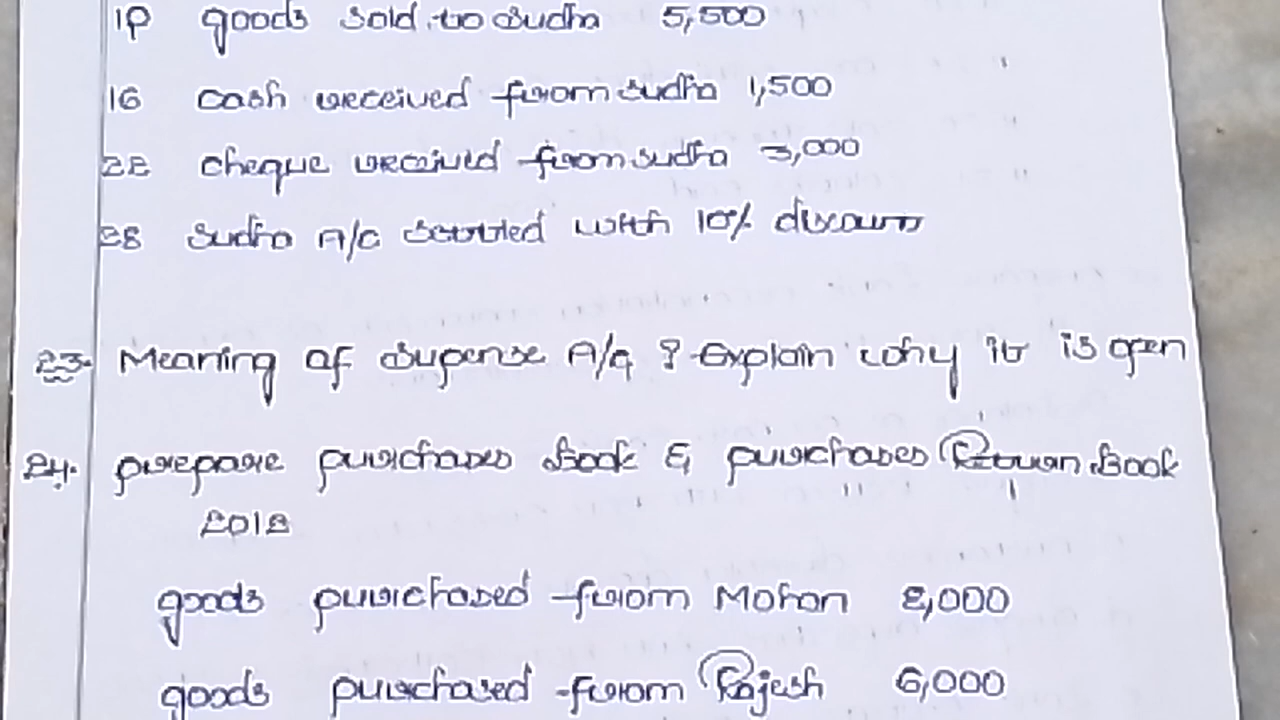 10 goods sold to Sudha 5,500
16 cash received from Sudha 1,500
22 cheque received from Sudha 3,000
28 Sudha A/c settled with 10% discount
23. Meaning of Supense A/c ? Explain why it is open
24. prepare purchases Book & purchases Return Book
2012
goods purchased from Mohan 8,000
goods purchased from Rajesh 6,000